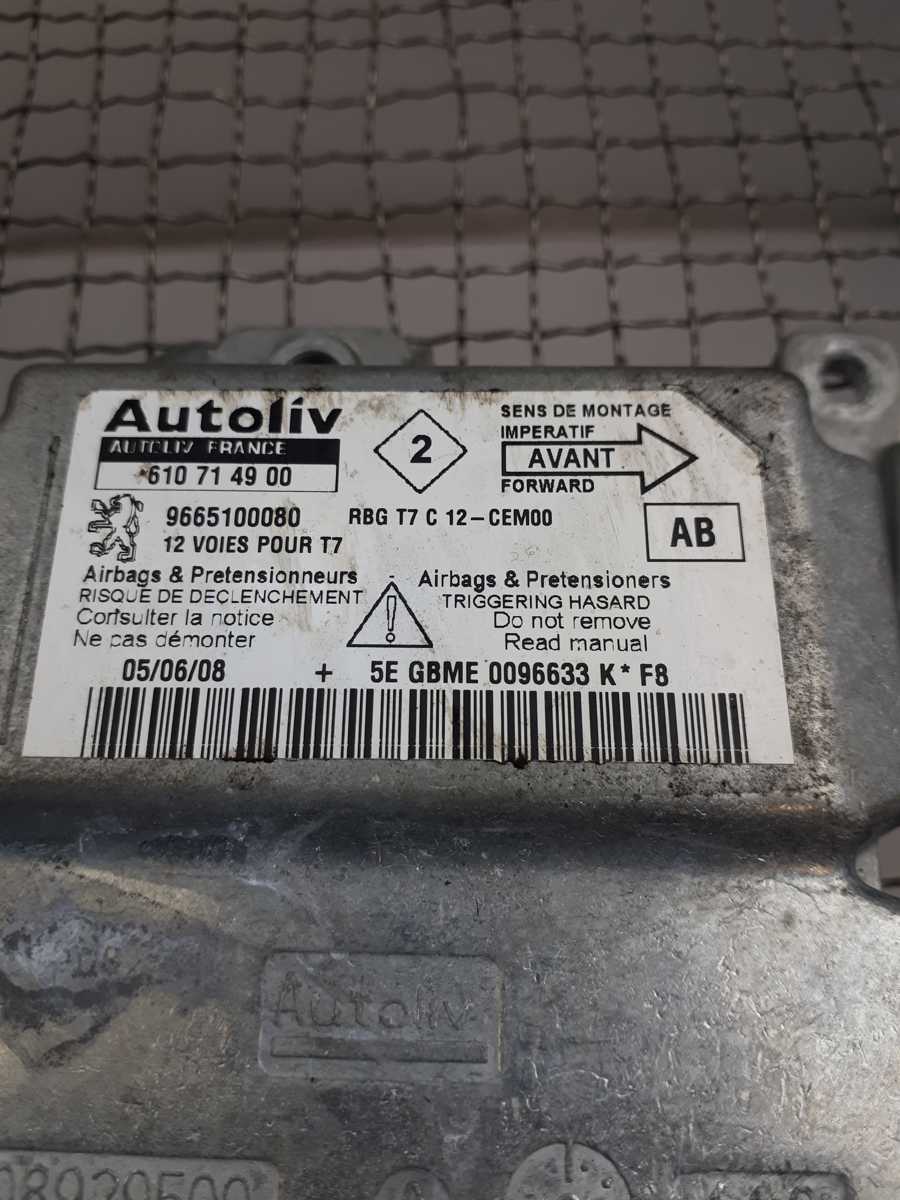 Autoliv
AUTOLIV FRANCE
*610 71 49 00
2
SENS DE MONTAGE
IMPERATIF
AVANT
FORWARD
9665100080 RBG T7 C 12-CEM00
12 VOIES POUR T7
AB
Airbags & Pretensionneurs - Airbags & Pretensioners
RISQUE DE DECLENCHEMENT ! TRIGGERING HASARD
Consulter la notice Do not remove
Ne pas démonter Read manual
05/06/08 + 5E GBME 0096633 K* F8
Autoliv